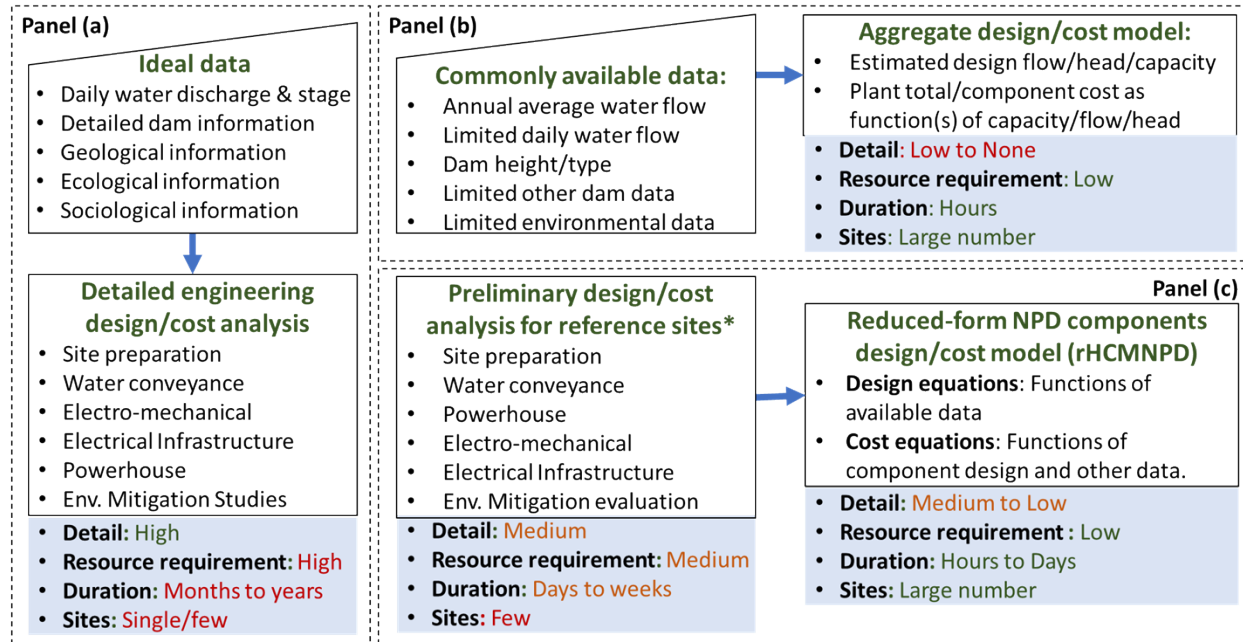 Panel (a)
Ideal data
• Daily water discharge & stage
• Detailed dam information
• Geological information
• Ecological information
• Sociological information
Detailed engineering
design/cost analysis
• Site preparation
• Water conveyance
• Electro-mechanical
• Electrical Infrastructure
• Powerhouse
• Env. Mitigation Studies
• Detail: High
• Resource requirement: High
• Duration: Months to years
• Sites: Single/few
Panel (b)
Commonly available data:
• Annual average water flow
• Limited daily water flow
• Dam height/type
• Limited other dam data
• Limited environmental data
Aggregate design/cost model:
• Estimated design flow/head/capacity
• Plant total/component cost as
function(s) of capacity/flow/head
• Detail: Low to None
• Resource requirement: Low
• Duration: Hours
• Sites: Large number
Panel (c)
Preliminary design/cost
analysis for reference sites*
• Site preparation
• Water conveyance
• Powerhouse
• Electro-mechanical
• Electrical Infrastructure
• Env. Mitigation evaluation
• Detail: Medium
• Resource requirement: Medium
• Duration: Days to weeks
• Sites: Few
Reduced-form NPD components
design/cost model (rHCMNPD)
• Design equations: Functions of
available data
• Cost equations: Functions of
component design and other data.
• Detail: Medium to Low
• Resource requirement : Low
• Duration: Hours to Days
• Sites: Large number